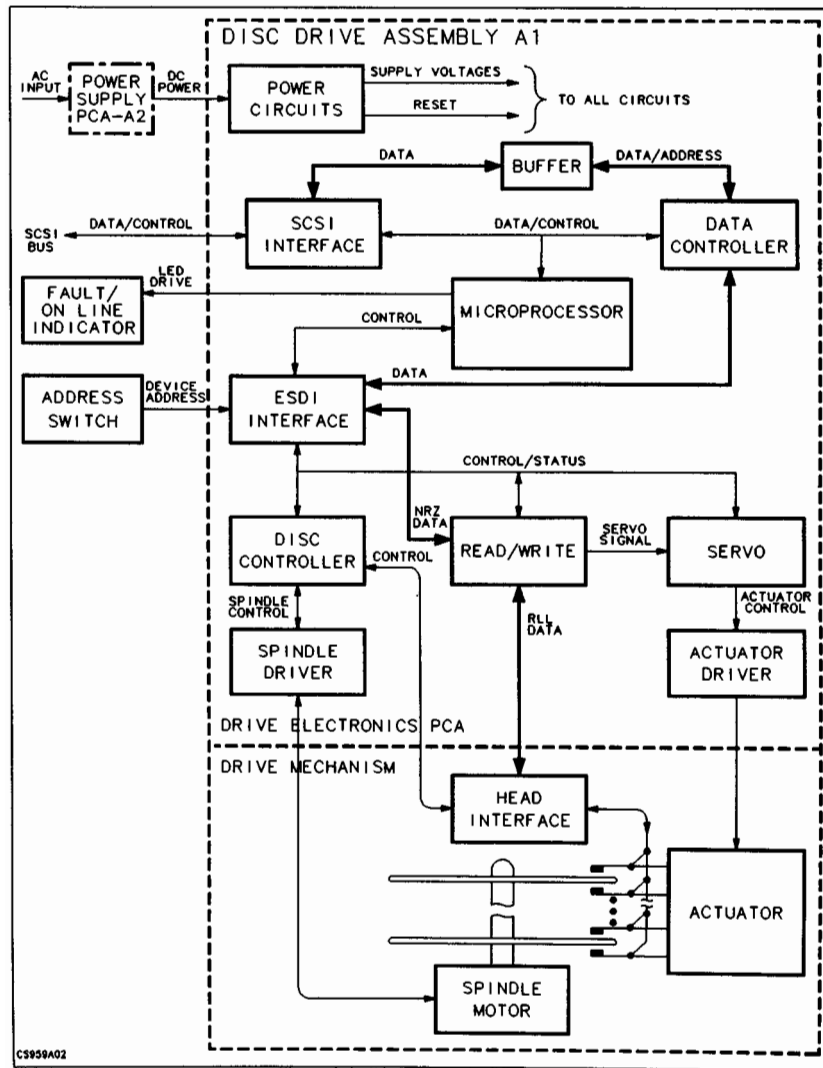 DISC DRIVE ASSEMBLY A1
AC
INPUT
POWER
SUPPLY
PCA-A2
DC
POWER
POWER
CIRCUITS
SUPPLY VOLTAGES
RESET
TO ALL CIRCUITS
DATA
BUFFER
DATA/ADDRESS
SCSI
BUS
DATA/CONTROL
SCSI
INTERFACE
DATA/CONTROL
DATA
CONTROLLER
FAULT/
ON LINE
INDICATOR
LED
DRIVE
MICROPROCESSOR
CONTROL
DATA
ADDRESS
SWITCH
DEVICE
ADDRESS
ESDI
INTERFACE
CONTROL/STATUS
NRZ
DATA
DISC
CONTROLLER
CONTROL
READ/WRITE
SERVO
SIGNAL
SERVO
SPINDLE
CONTROL
RLL
DATA
ACTUATOR
CONTROL
SPINDLE
DRIVER
ACTUATOR
DRIVER
DRIVE ELECTRONICS PCA
DRIVE MECHANISM
HEAD
INTERFACE
ACTUATOR
SPINDLE
MOTOR
CS959A02